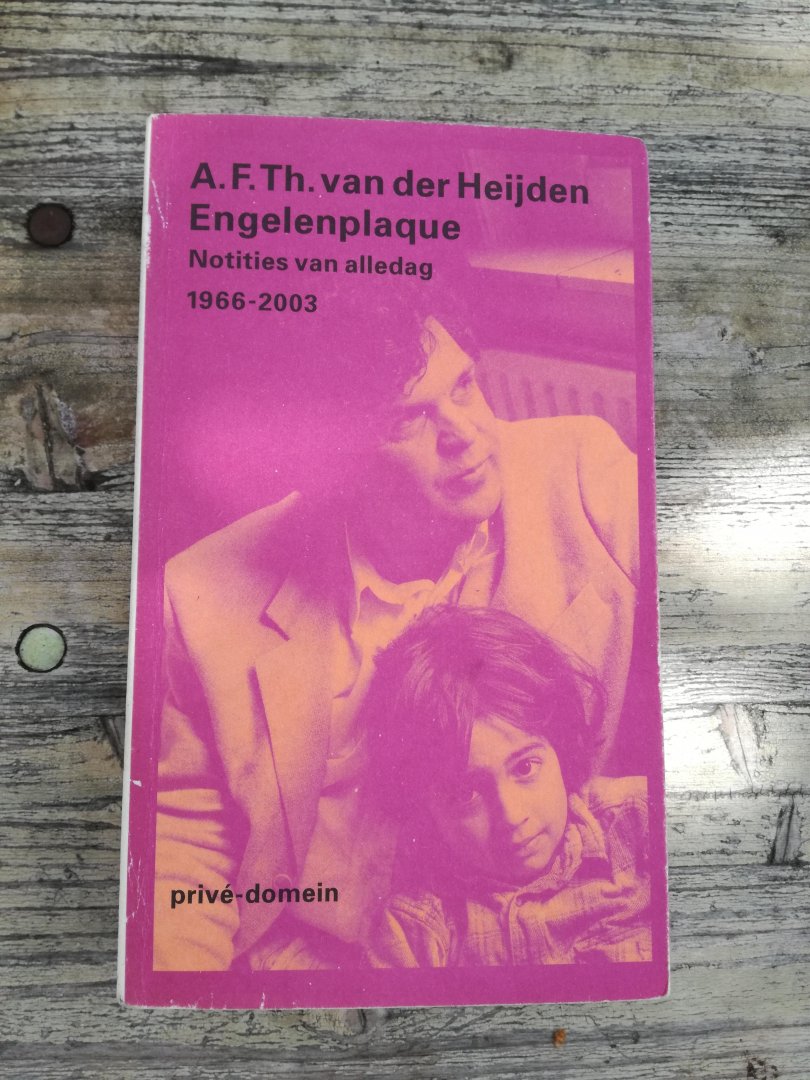 A.F.Th. van der Heijden
Engelenplaque
Notities van alledag
1966-2003
privé-domein